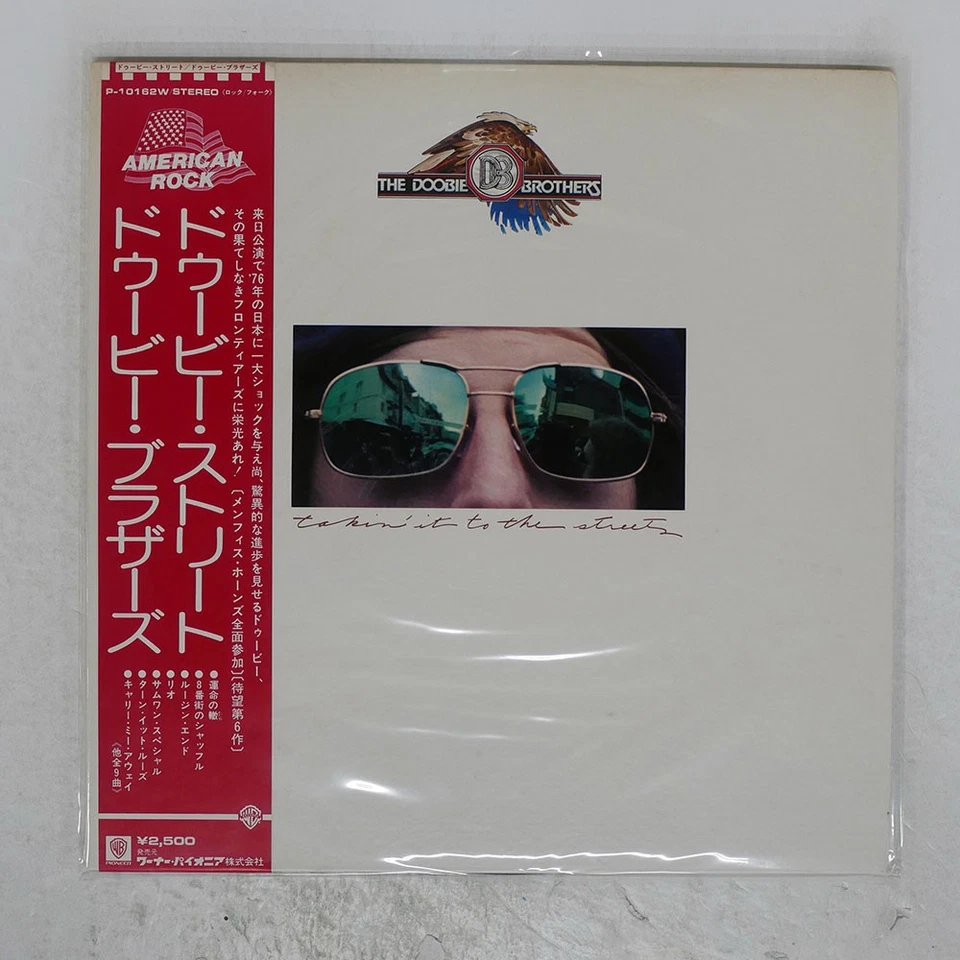 ドゥービー・ストリート/ドゥービー・ブラザーズ
P-10162W/STEREO (ロック/フォーク)
AMERICAN
ROCK
ドゥービー・ストリート
ドゥービー・ブラザーズ
来日公演で'76年の日本に一大ショックを与え尚、驚異的な進歩を見せるドゥービー、
その果てしなきフロンティアーズに栄光あれ! 〔メンフィス・ホーンズ全面参加〕〔待望第6作〕
●運命の轍
●8番街のシャッフル
●ルージン・エンド
●リオ
●サムワン・スペシャル
●ターン・イット・ルーズ
●キャリー・ミー・アウェイ
《他全9曲》
WB
PIONEER
¥2,500
発売元
ワーナー・パイオニア株式会社
THE DOOBIE DB BROTHERS
takin' it to the streets